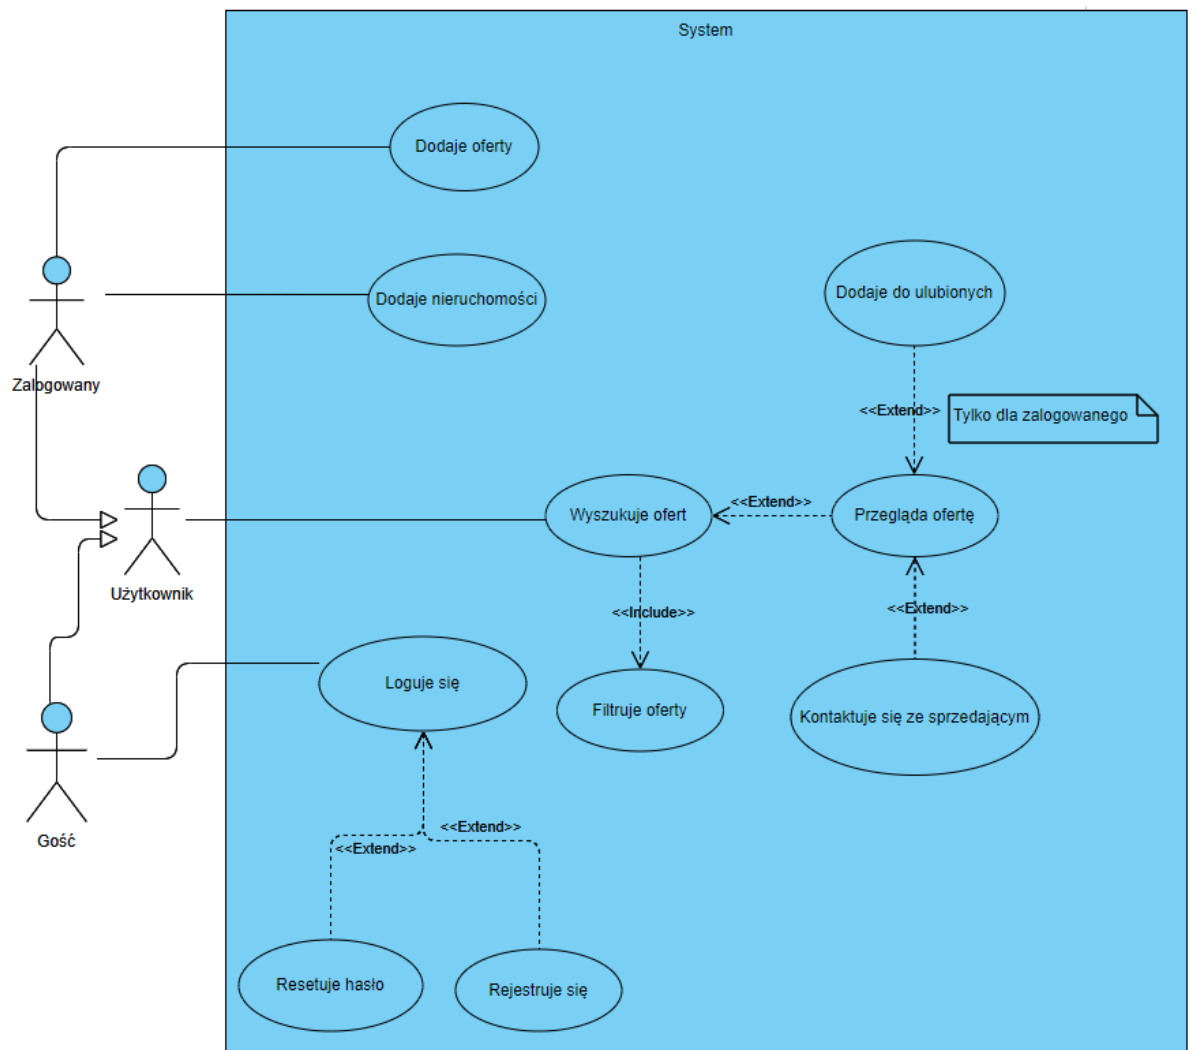 System
Dodaje oferty
Dodaje nieruchomości
Dodaje do ulubionych
Zalogowany
<<Extend>>
Tylko dla zalogowanego
Użytkownik
Wyszukuje ofert
<<Extend>>
Przegląda ofertę
<<Include>>
<<Extend>>
Loguje się
Filtruje oferty
Kontaktuje się ze sprzedającym
Gość
<<Extend>>
<<Extend>>
Resetuje hasło
Rejestruje się